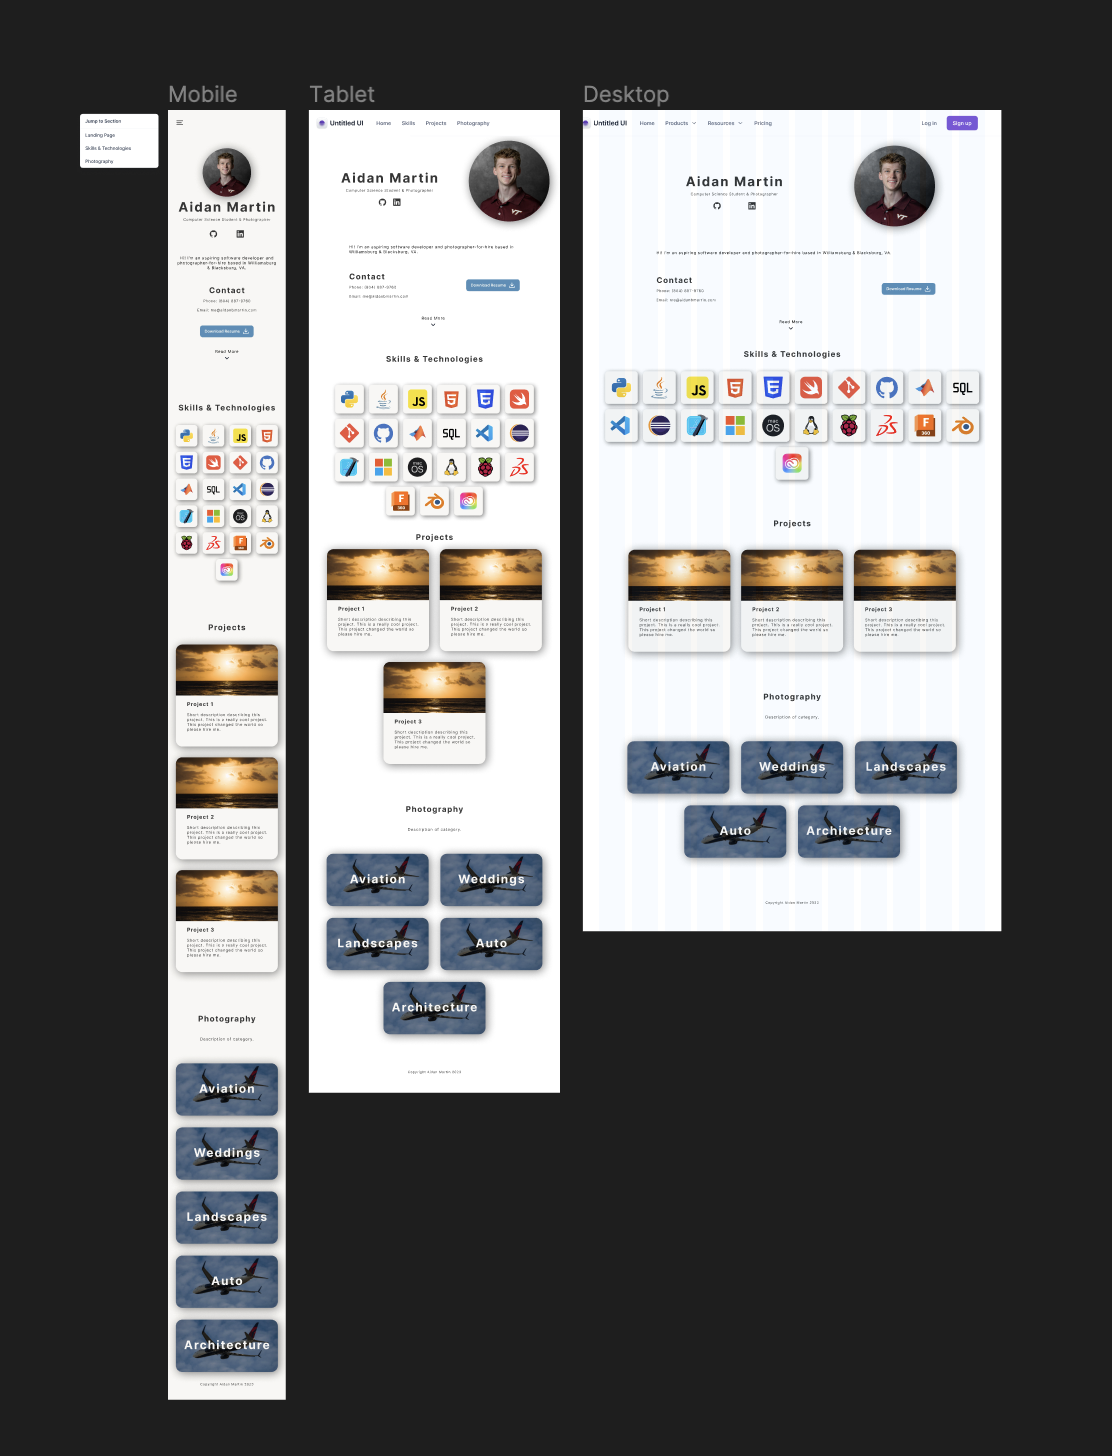 Mobile
Tablet
Desktop
Jump to Section
Landing Page
Skills & Technologies
Photography
Aidan Martin
Computer Science Student & Photographer
Hi! I'm an aspiring software developer and
photographer-for-hire based in Williamsburg
& Blacksburg, VA.
Contact
Phone: (804) 897-9760
Email: me@aidanbmartin.com
Download Resume
Read More
Skills & Technologies
JS
SQL
mac
OS
F
360
Projects
Project 1
Short description describing this
project. This is a really cool project.
This project changed the world so
please hire me.
Project 2
Short description describing this
project. This is a really cool project.
This project changed the world so
please hire me.
Project 3
Short description describing this
project. This is a really cool project.
This project changed the world so
please hire me.
Photography
Description of category.
Aviation
Weddings
Landscapes
Auto
Architecture
Copyright Aidan Martin 2023
Untitled UI
Home
Skills
Projects
Photography
Aidan Martin
Computer Science Student & Photographer
VT
Hi! I'm an aspiring software developer and photographer-for-hire based in
Williamsburg & Blacksburg, VA.
Contact
Phone: (804) 897-9760
Email: me@aidanbmartin.com
Download Resume
Read More
Skills & Technologies
JS
SQL
mac
OS
F
360
Projects
Project 1
Short description describing this
project. This is a really cool project.
This project changed the world so
please hire me.
Project 2
Short description describing this
project. This is a really cool project.
This project changed the world so
please hire me.
Project 3
Short description describing this
project. This is a really cool project.
This project changed the world so
please hire me.
Photography
Description of category.
Aviation
Weddings
Landscapes
Auto
Architecture
Copyright Aidan Martin 2023
Untitled UI
Home
Products
Resources
Pricing
Log in
Sign up
Aidan Martin
Computer Science Student & Photographer
VT
Hi! I'm an aspiring software developer and photographer-for-hire based in Williamsburg & Blacksburg, VA.
Contact
Phone: (804) 897-9760
Email: me@aidanbmartin.com
Download Resume
Read More
Skills & Technologies
JS
SQL
mac
OS
F
360
Projects
Project 1
Short description describing this
project. This is a really cool project.
This project changed the world so
please hire me.
Project 2
Short description describing this
project. This is a really cool project.
This project changed the world so
please hire me.
Project 3
Short description describing this
project. This is a really cool project.
This project changed the world so
please hire me.
Photography
Description of category.
Aviation
Weddings
Landscapes
Auto
Architecture
Copyright Aidan Martin 2023